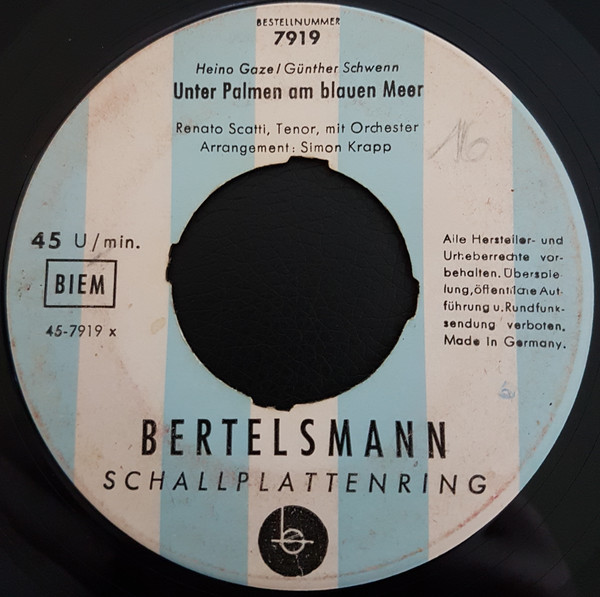 BESTELLNUMMER
7919
Heino Gaze/Günther Schwenn
Unter Palmen am blauen Meer
Renato Scatti, Tenor, mit Orchester
Arrangement: Simon Krapp
16
45 U/min.
BIEM
45-7919 x
Alle Hersteller- und
Urheberrechte vor-
behalten. Überspie-
lung, öffentliche Auf-
führung u. Rundfunk-
sendung verboten.
Made in Germany.
BERTELSMANN
SCHALLPLATTENRING